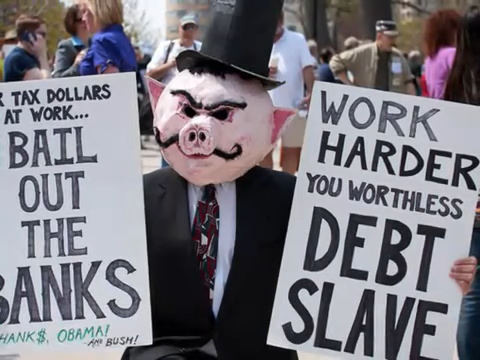 R TAX DOLLARS
AT WORK...
BAIL
OUT
THE
BANKS
THANK$, OBAMA!
-AND BUSH!
WORK
HARDER
YOU WORTHLESS
DEBT
SLAVE